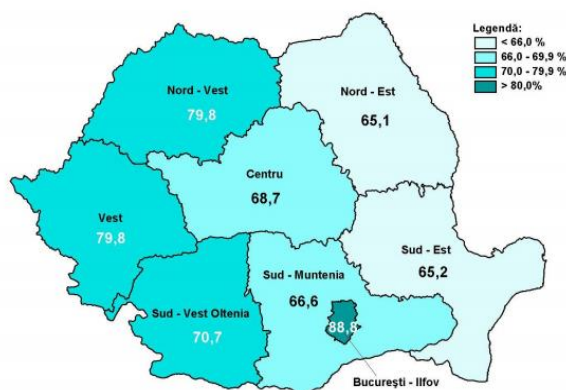 Legendă:
< 66,0 %
66,0 - 69,9 %
70,0 - 79,9 %
> 80,0%
Nord - Vest
79,8
Nord - Est
65,1
Centru
68,7
Vest
79,8
Sud - Est
65,2
Sud - Muntenia
66,6
Sud - Vest Oltenia
70,7
88,8
Bucureşti - Ilfov